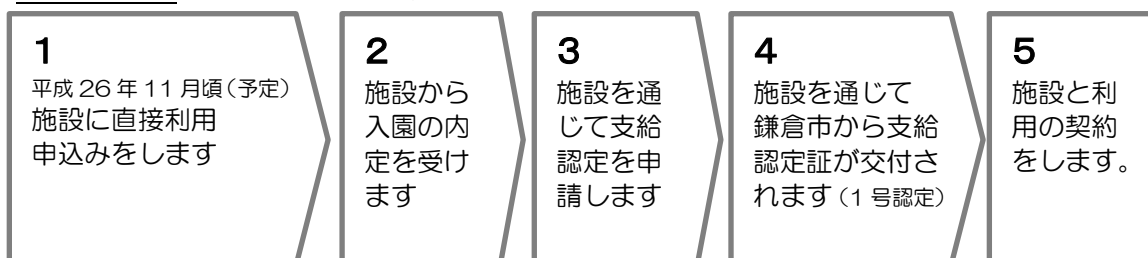 1
平成 26 年 11 月頃（予定）
施設に直接利用
申込みをします
2
施設から
入園の内
定を受け
ます
3
施設を通
じて支給
認定を申
請します
4
施設を通じて
鎌倉市から支給
認定証が交付さ
れます（1 号認定）
5
施設と利
用の契約
をします。